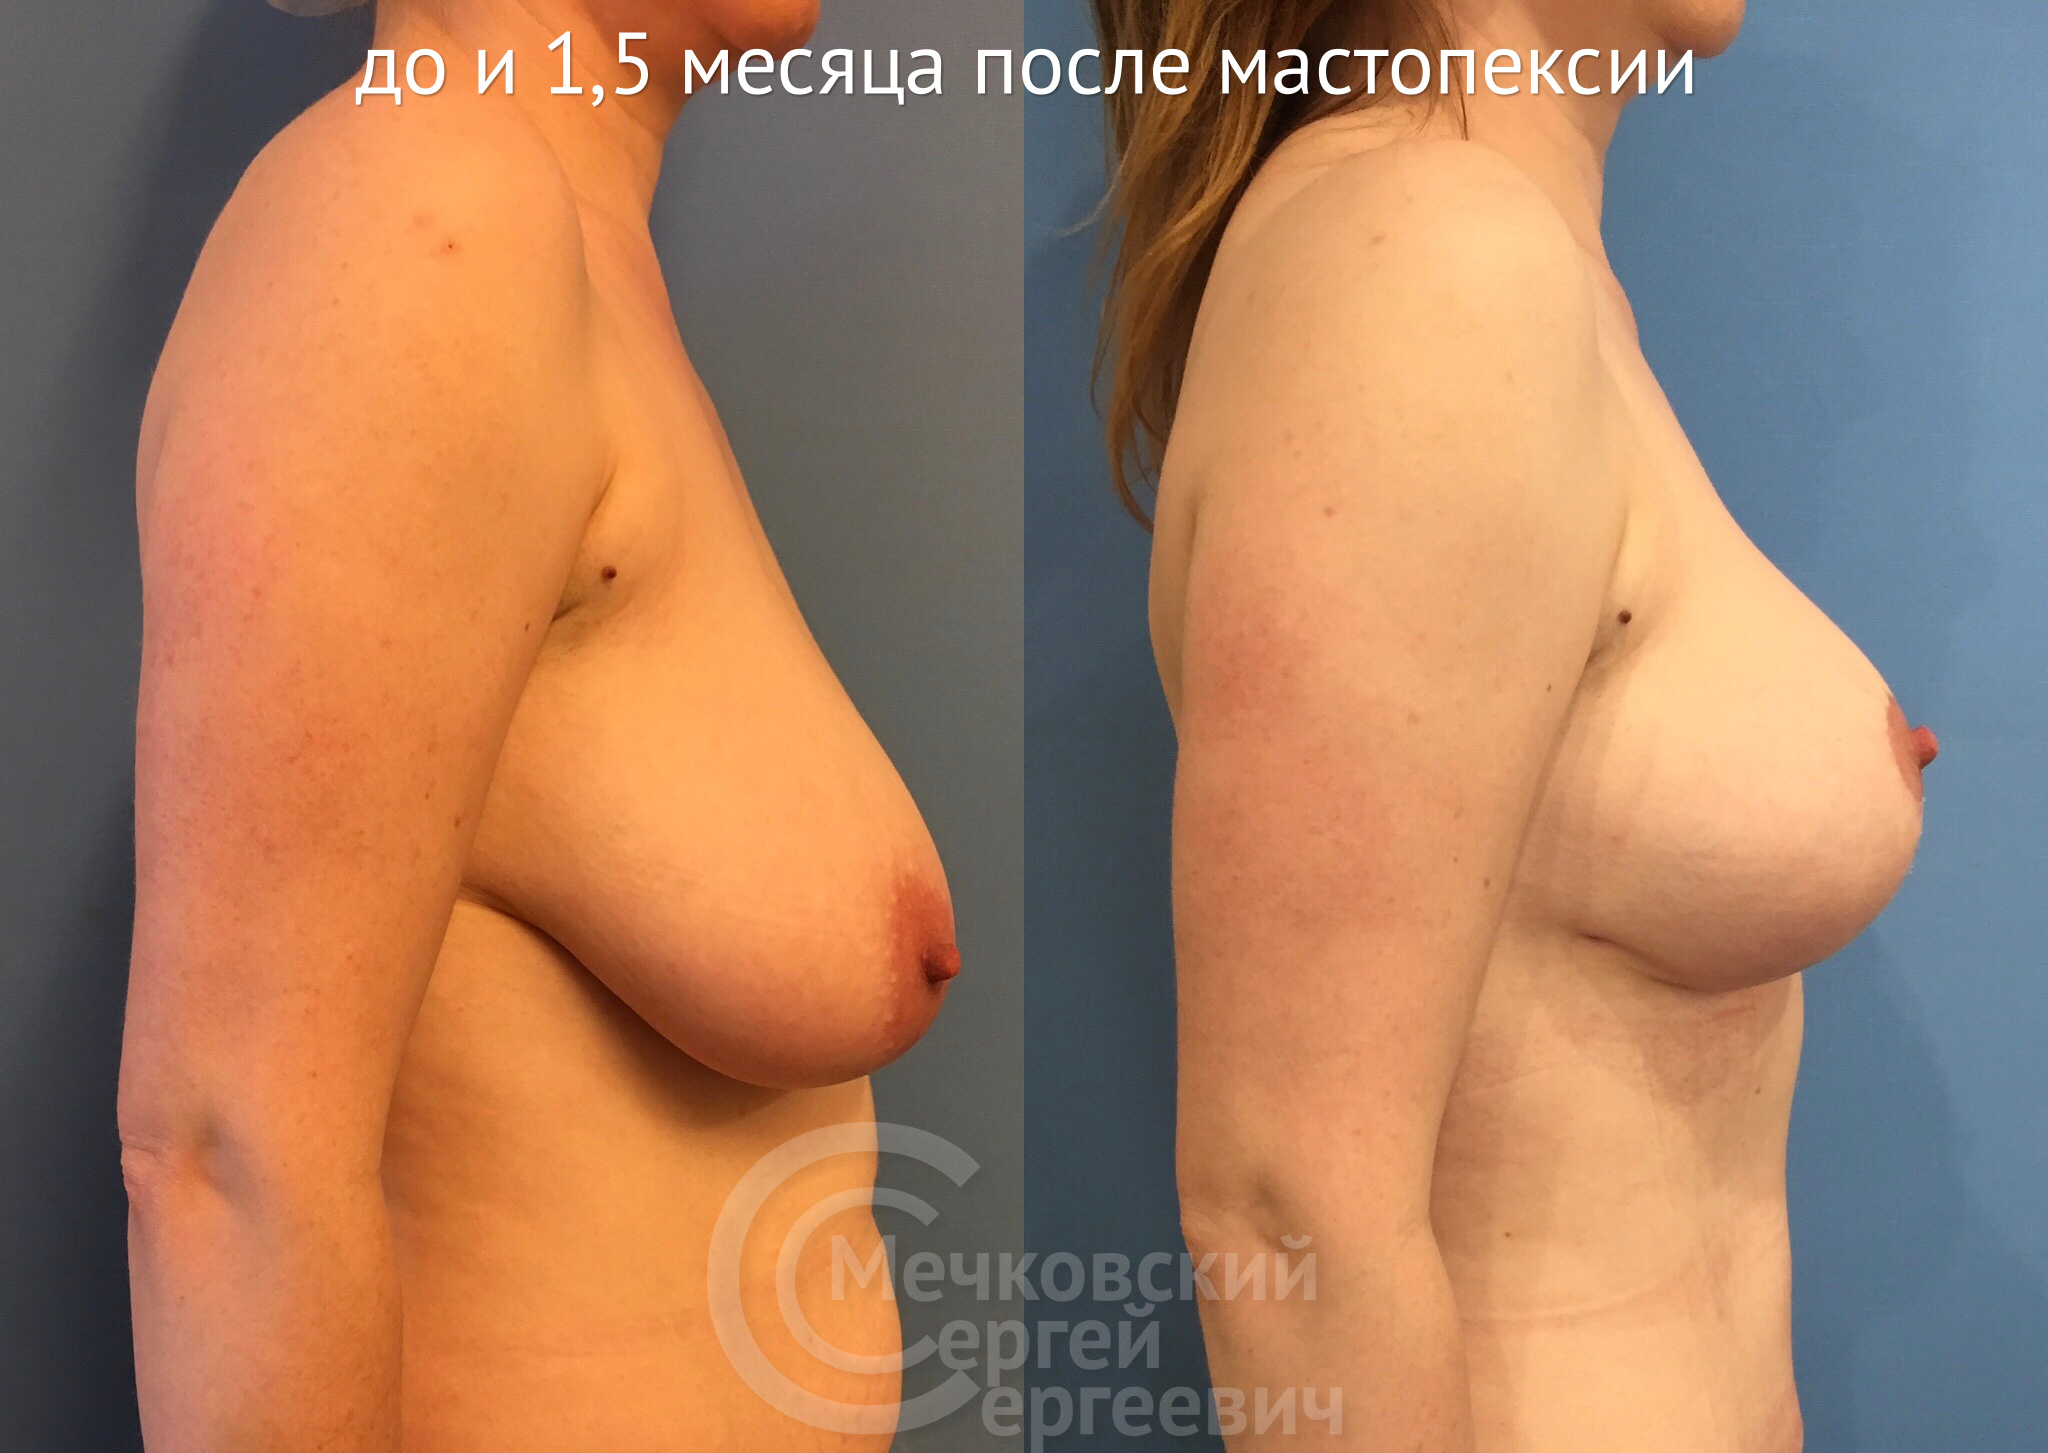 до и 1,5 месяца после мастопексии
Мечковский
Сергей
Сергеевич